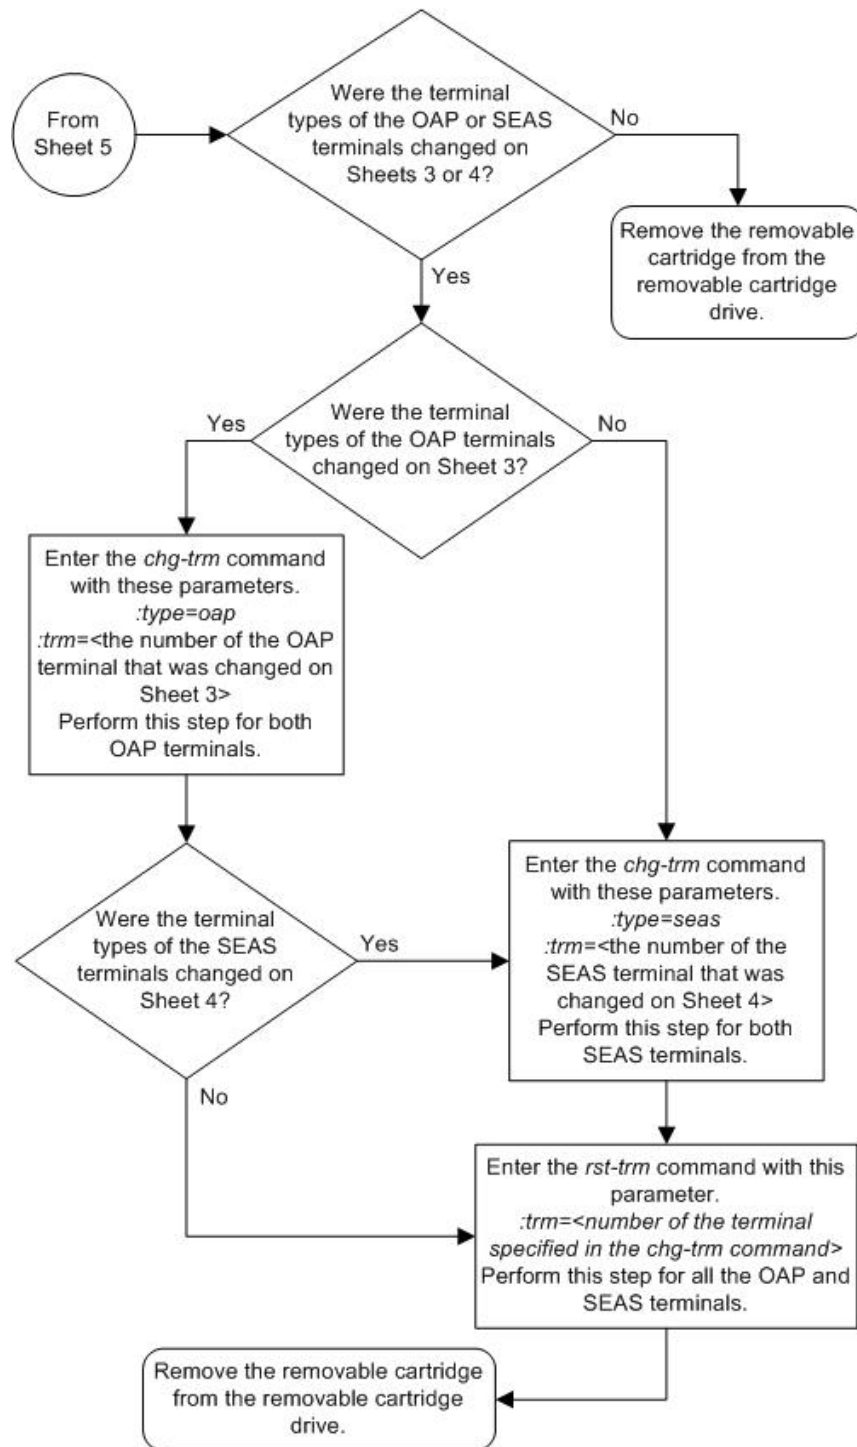 From
Sheet 5
Were the terminal
types of the OAP or SEAS
terminals changed on
Sheets 3 or 4?
No
Remove the removable
cartridge from the
removable cartridge
drive.
Yes
Were the terminal
types of the OAP terminals
changed on Sheet 3?
Yes
No
Enter the chg-trm command
with these parameters.
:type=oap
:trm=<the number of the OAP
terminal that was changed on
Sheet 3>
Perform this step for both
OAP terminals.
Were the terminal
types of the SEAS
terminals changed on
Sheet 4?
Yes
No
Enter the chg-trm command
with these parameters.
:type=seas
:trm=<the number of the
SEAS terminal that was
changed on Sheet 4>
Perform this step for both
SEAS terminals.
Enter the rst-trm command with this
parameter.
:trm=<number of the terminal
specified in the chg-trm command>
Perform this step for all the OAP and
SEAS terminals.
Remove the removable cartridge
from the removable cartridge
drive.